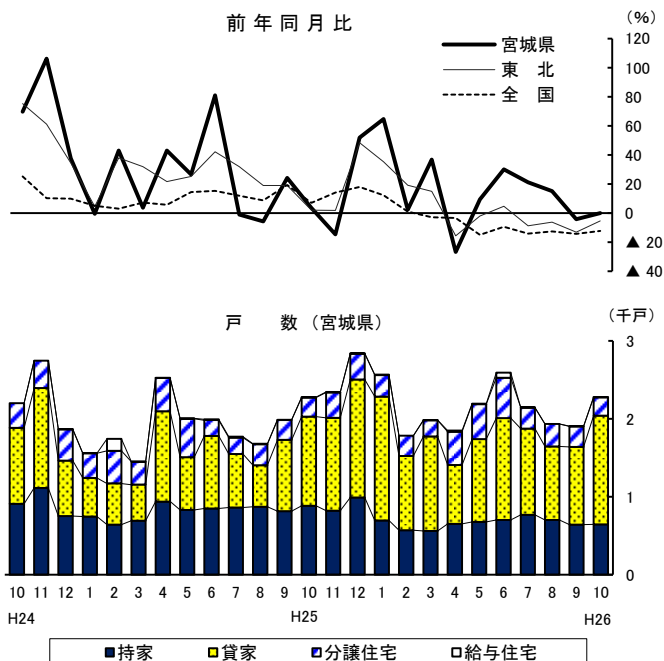 前年同月比
(%)
宮城県
東 北
全 国
120
100
80
60
40
20
0
▲ 20
▲ 40
戸 数（宮城県）
（千戸）
3
2
1
0
10 11 12 1 2 3 4 5 6 7 8 9 10 11 12 1 2 3 4 5 6 7 8 9 10
H24 H25 H26
持家 貸家 分譲住宅 給与住宅